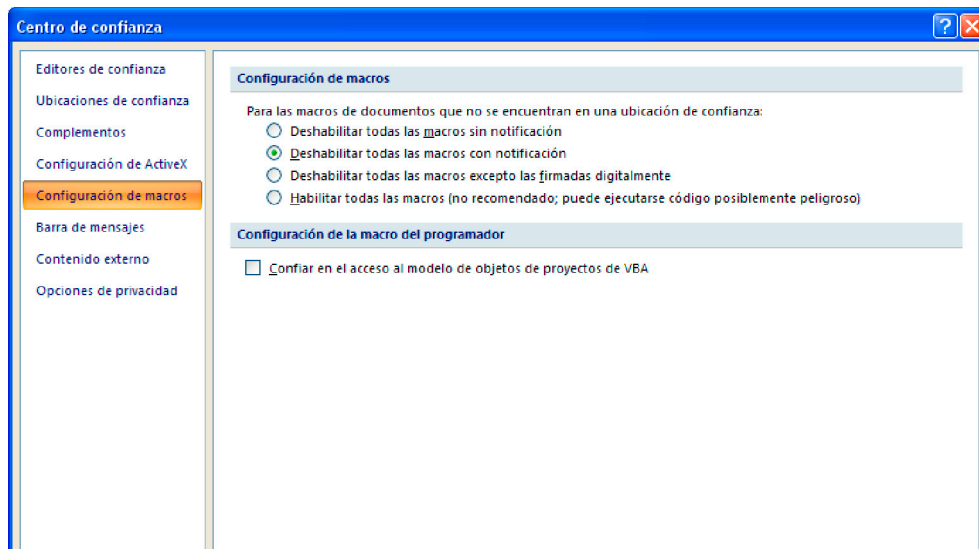 Centro de confianza
Editores de confianza
Ubicaciones de confianza
Complementos
Configuración de ActiveX
Configuración de macros
Barra de mensajes
Contenido externo
Opciones de privacidad
Configuración de macros
Para las macros de documentos que no se encuentran en una ubicación de confianza:
Deshabilitar todas las macros sin notificación
Deshabilitar todas las macros con notificación
Deshabilitar todas las macros excepto las firmadas digitalmente
Habilitar todas las macros (no recomendado; puede ejecutarse código posiblemente peligroso)
Configuración de la macro del programador
Confiar en el acceso al modelo de objetos de proyectos de VBA